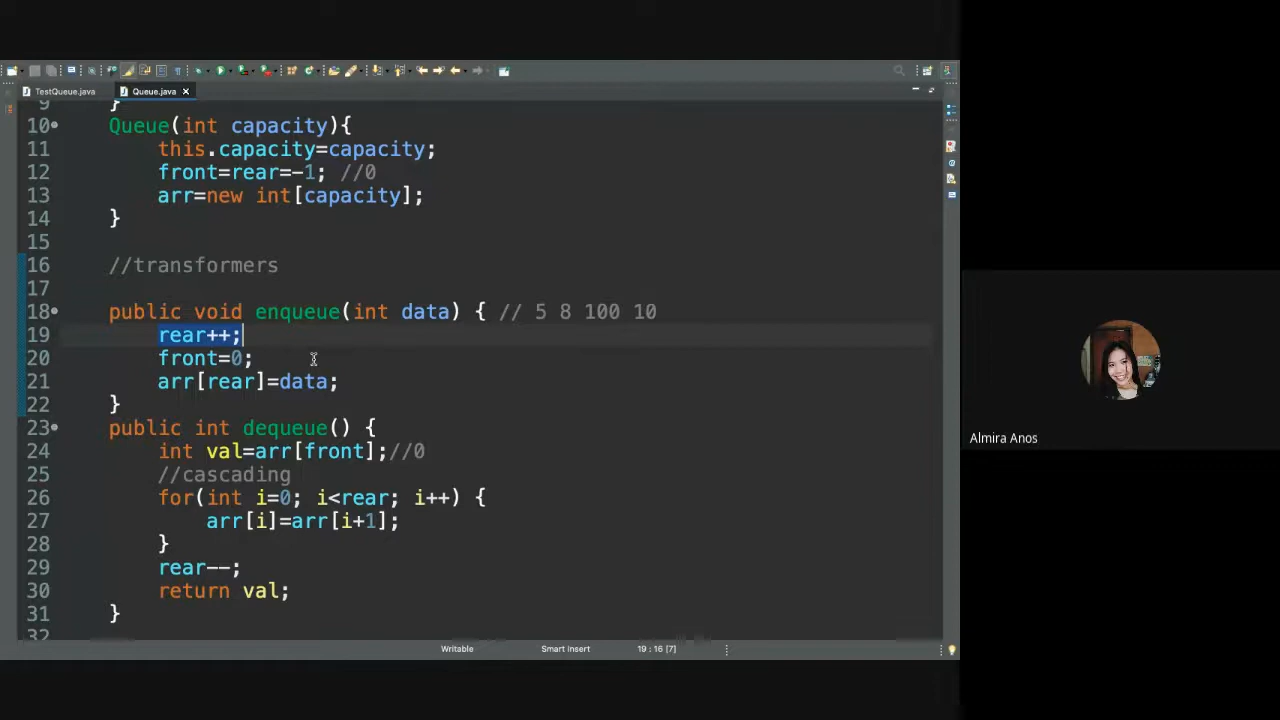 TestQueue.java
Queue.java
9 }
10 Queue(int capacity){
11 this.capacity=capacity;
12 front=rear=-1; //0
13 arr=new int[capacity];
14 }
15
16 //transformers
17
18 public void enqueue(int data) { // 5 8 100 10
19 rear++;
20 front=0;
21 arr[rear]=data;
22 }
23 public int dequeue() {
24 int val=arr[front];//0
25 //cascading
26 for(int i=0; i<rear; i++) {
27 arr[i]=arr[i+1];
28 }
29 rear--;
30 return val;
31 }
32
Writable
Smart Insert
19 : 16 [7]
Almira Anos